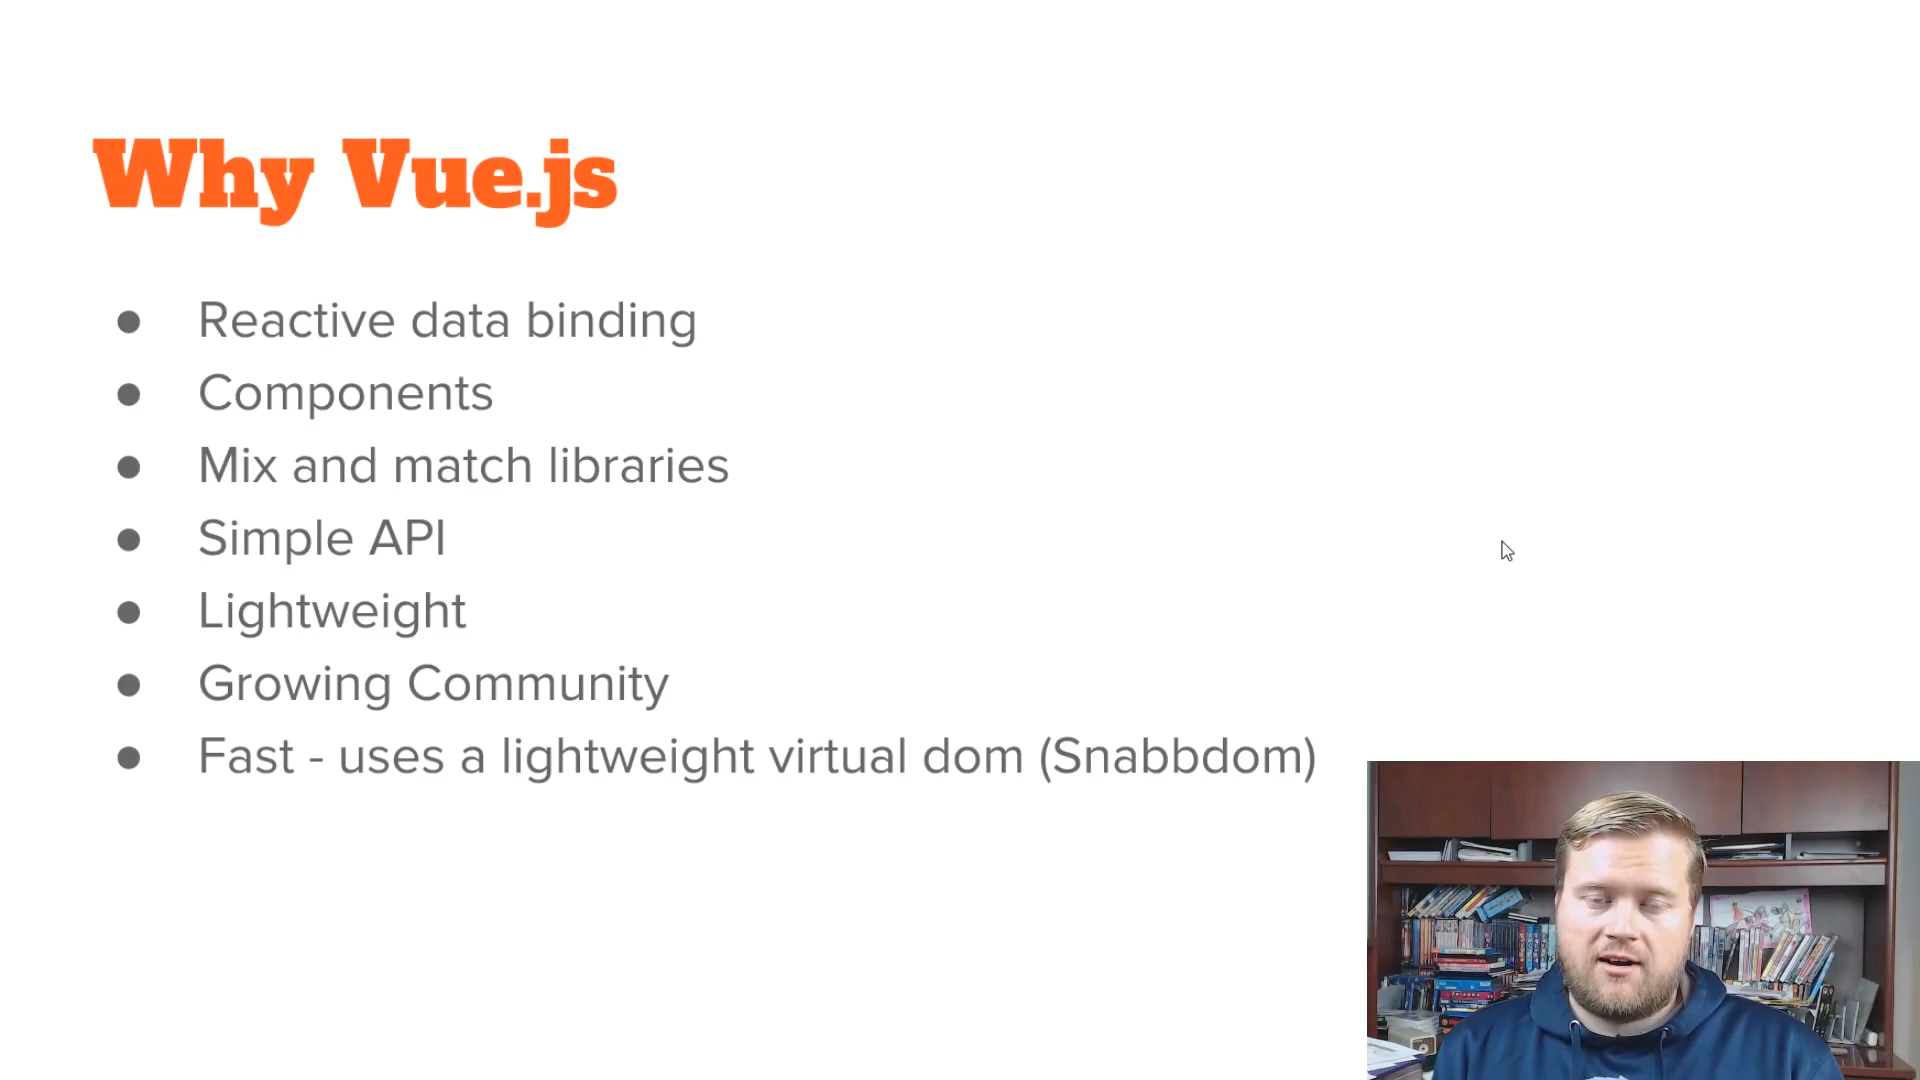 Why Vue.js
● Reactive data binding
● Components
● Mix and match libraries
● Simple API
● Lightweight
● Growing Community
● Fast - uses a lightweight virtual dom (Snabbdom)